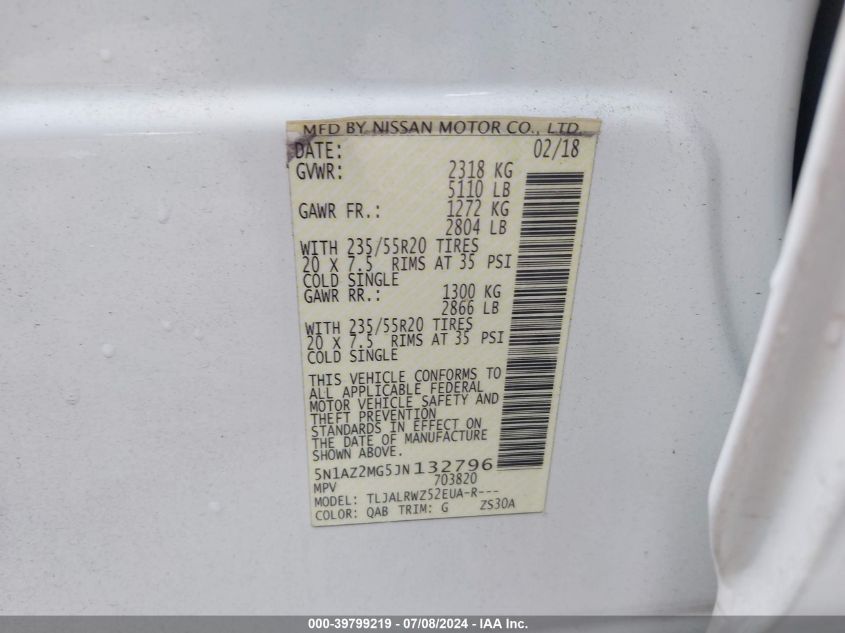 MFD BY NISSAN MOTOR CO., LTD.
DATE: 02/18
GVWR: 2318 KG
5110 LB
GAWR FR.: 1272 KG
2804 LB
WITH 235/55R20 TIRES
20 X 7.5 RIMS AT 35 PSI
COLD SINGLE
GAWR RR.: 1300 KG
2866 LB
WITH 235/55R20 TIRES
20 X 7.5 RIMS AT 35 PSI
COLD SINGLE
THIS VEHICLE CONFORMS TO
ALL APPLICABLE FEDERAL
MOTOR VEHICLE SAFETY AND
THEFT PREVENTION
STANDARDS IN EFFECT ON
THE DATE OF MANUFACTURE
SHOWN ABOVE.
5N1AZ2MG5JN132796
MPV 703820
MODEL: TLJALRWZ52EUA-R---
COLOR: QAB TRIM: G ZS30A
000-39799219 - 07/08/2024 - IAA Inc.